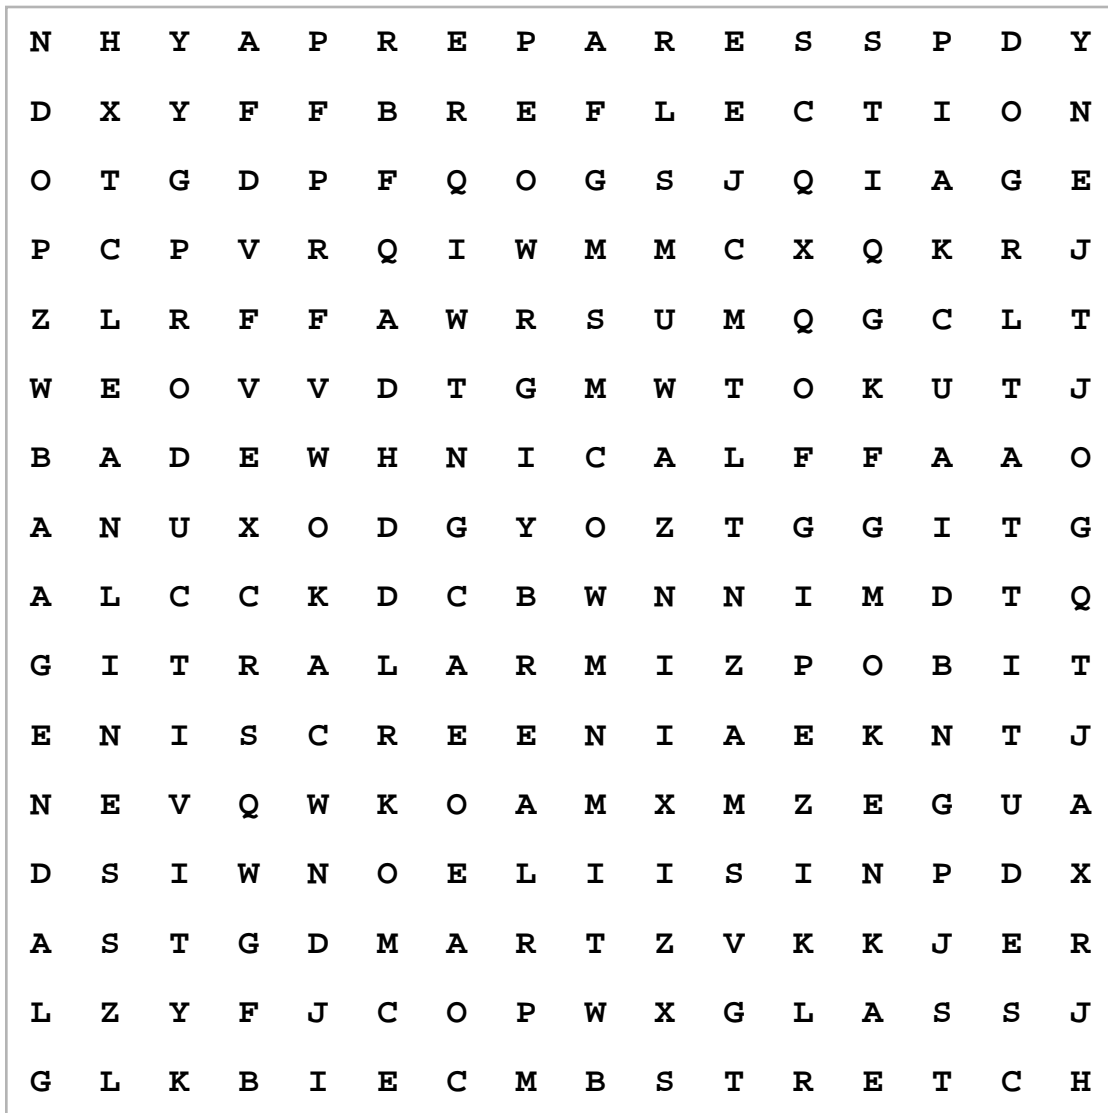 N H Y A P R E P A R E S S P D Y
D X Y F F B R E F L E C T I O N
O T G D P F Q O G S J Q I A G E
P C P V R Q I W M M C X Q K R J
Z L R F F A W R S U M Q G C L T
W E O V V D T G M W T O K U T J
B A D E W H N I C A L F F A A O
A N U X O D G Y O Z T G G I T G
A L C C K D C B W N N I M D T Q
G I T R A L A R M I Z P O B I T
E N I S C R E E N I A E K N T J
N E V Q W K O A M X M Z E G U A
D S I W N O E L I I S I N P D X
A S T G D M A R T Z V K K J E R
L Z Y F J C O P W X G L A S S J
G L K B I E C M B S T R E T C H